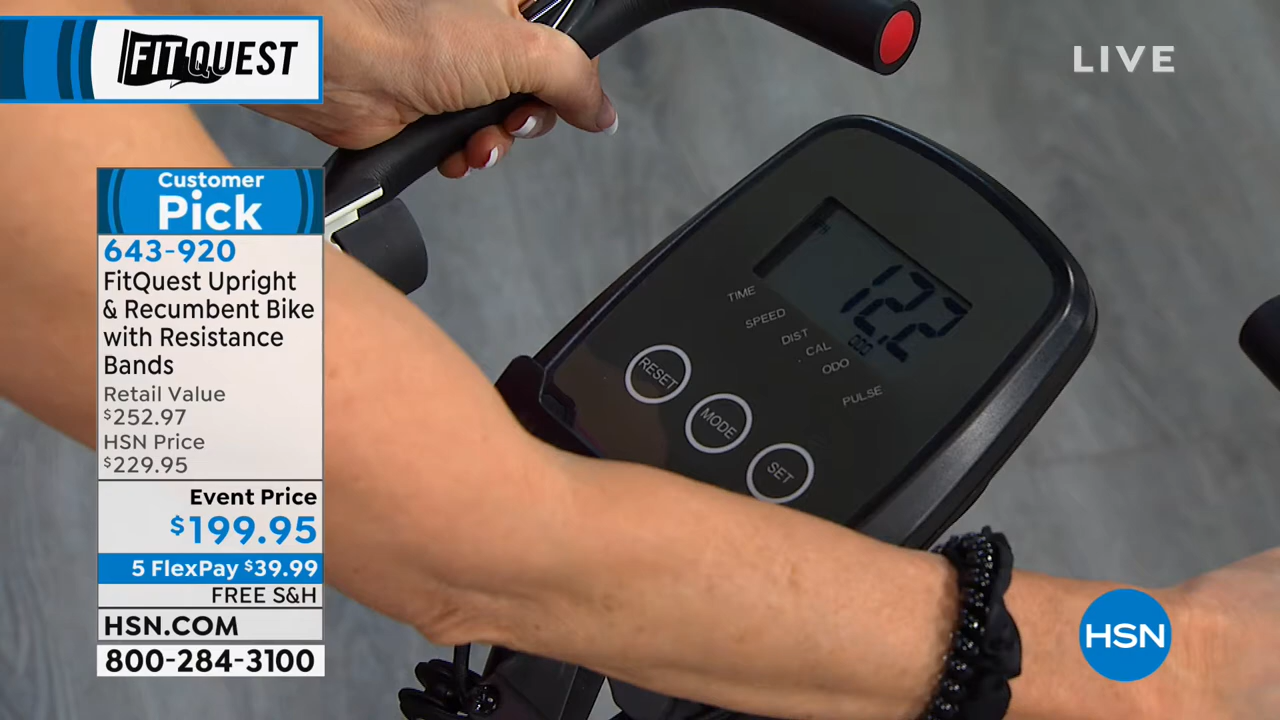 FITQUEST
LIVE
Customer
Pick
643-920
FitQuest Upright
& Recumbent Bike
with Resistance
Bands
Retail Value
$252.97
HSN Price
$229.95
Event Price
$199.95
5 FlexPay $39.99
FREE S&H
HSN.COM
800-284-3100
12.2
000
TIME
SPEED
DIST
CAL
ODO
PULSE
RESET
MODE
SET
HSN